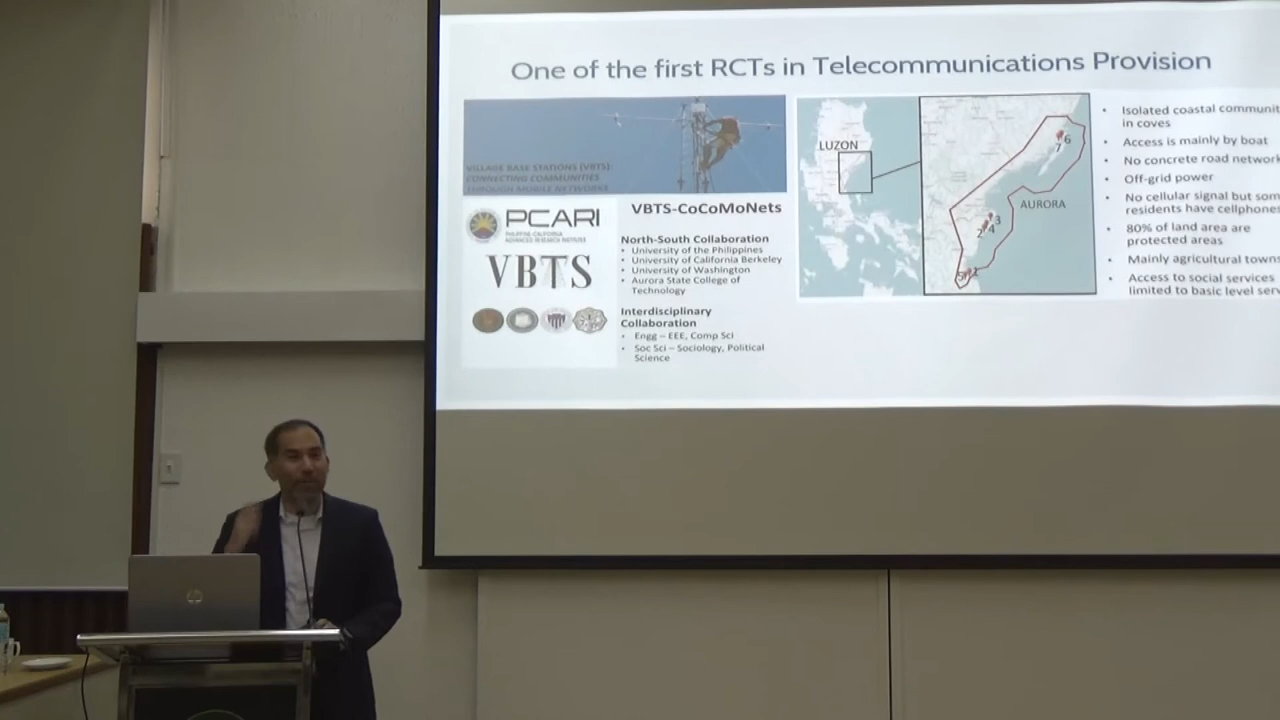 One of the first RCTs in Telecommunications Provision
VILLAGE BASE STATIONS (VBTS):
CONNECTING COMMUNITIES
THROUGH MOBILE NETWORKS
PCARI
PHILIPPINE-CALIFORNIA
ADVANCED RESEARCH INSTITUTES
VBTS
VBTS-CoCoMoNets
North-South Collaboration
• University of the Philippines
• University of California Berkeley
• University of Washington
• Aurora State College of
Technology
Interdisciplinary
Collaboration
• Engg – EEE, Comp Sci
• Soc Sci – Sociology, Political
Science
LUZON
AURORA
6
7
3
2
4
5
1
• Isolated coastal communit
in coves
• Access is mainly by boat
• No concrete road network
• Off-grid power
• No cellular signal but som
residents have cellphones
• 80% of land area are
protected areas
• Mainly agricultural towns
• Access to social services
limited to basic level serv
hp